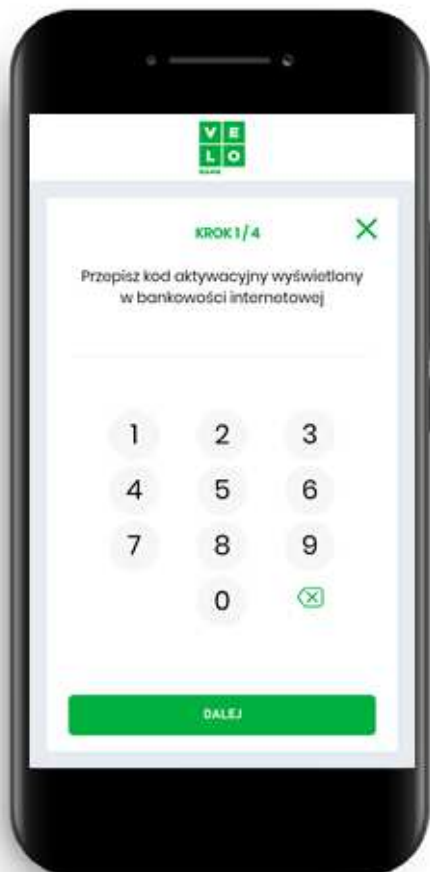 VE
LO
BANK
KROK 1 / 4
Przepisz kod aktywacyjny wyświetlony
w bankowości internetowej
1 2 3
4 5 6
7 8 9
0
DALEJ